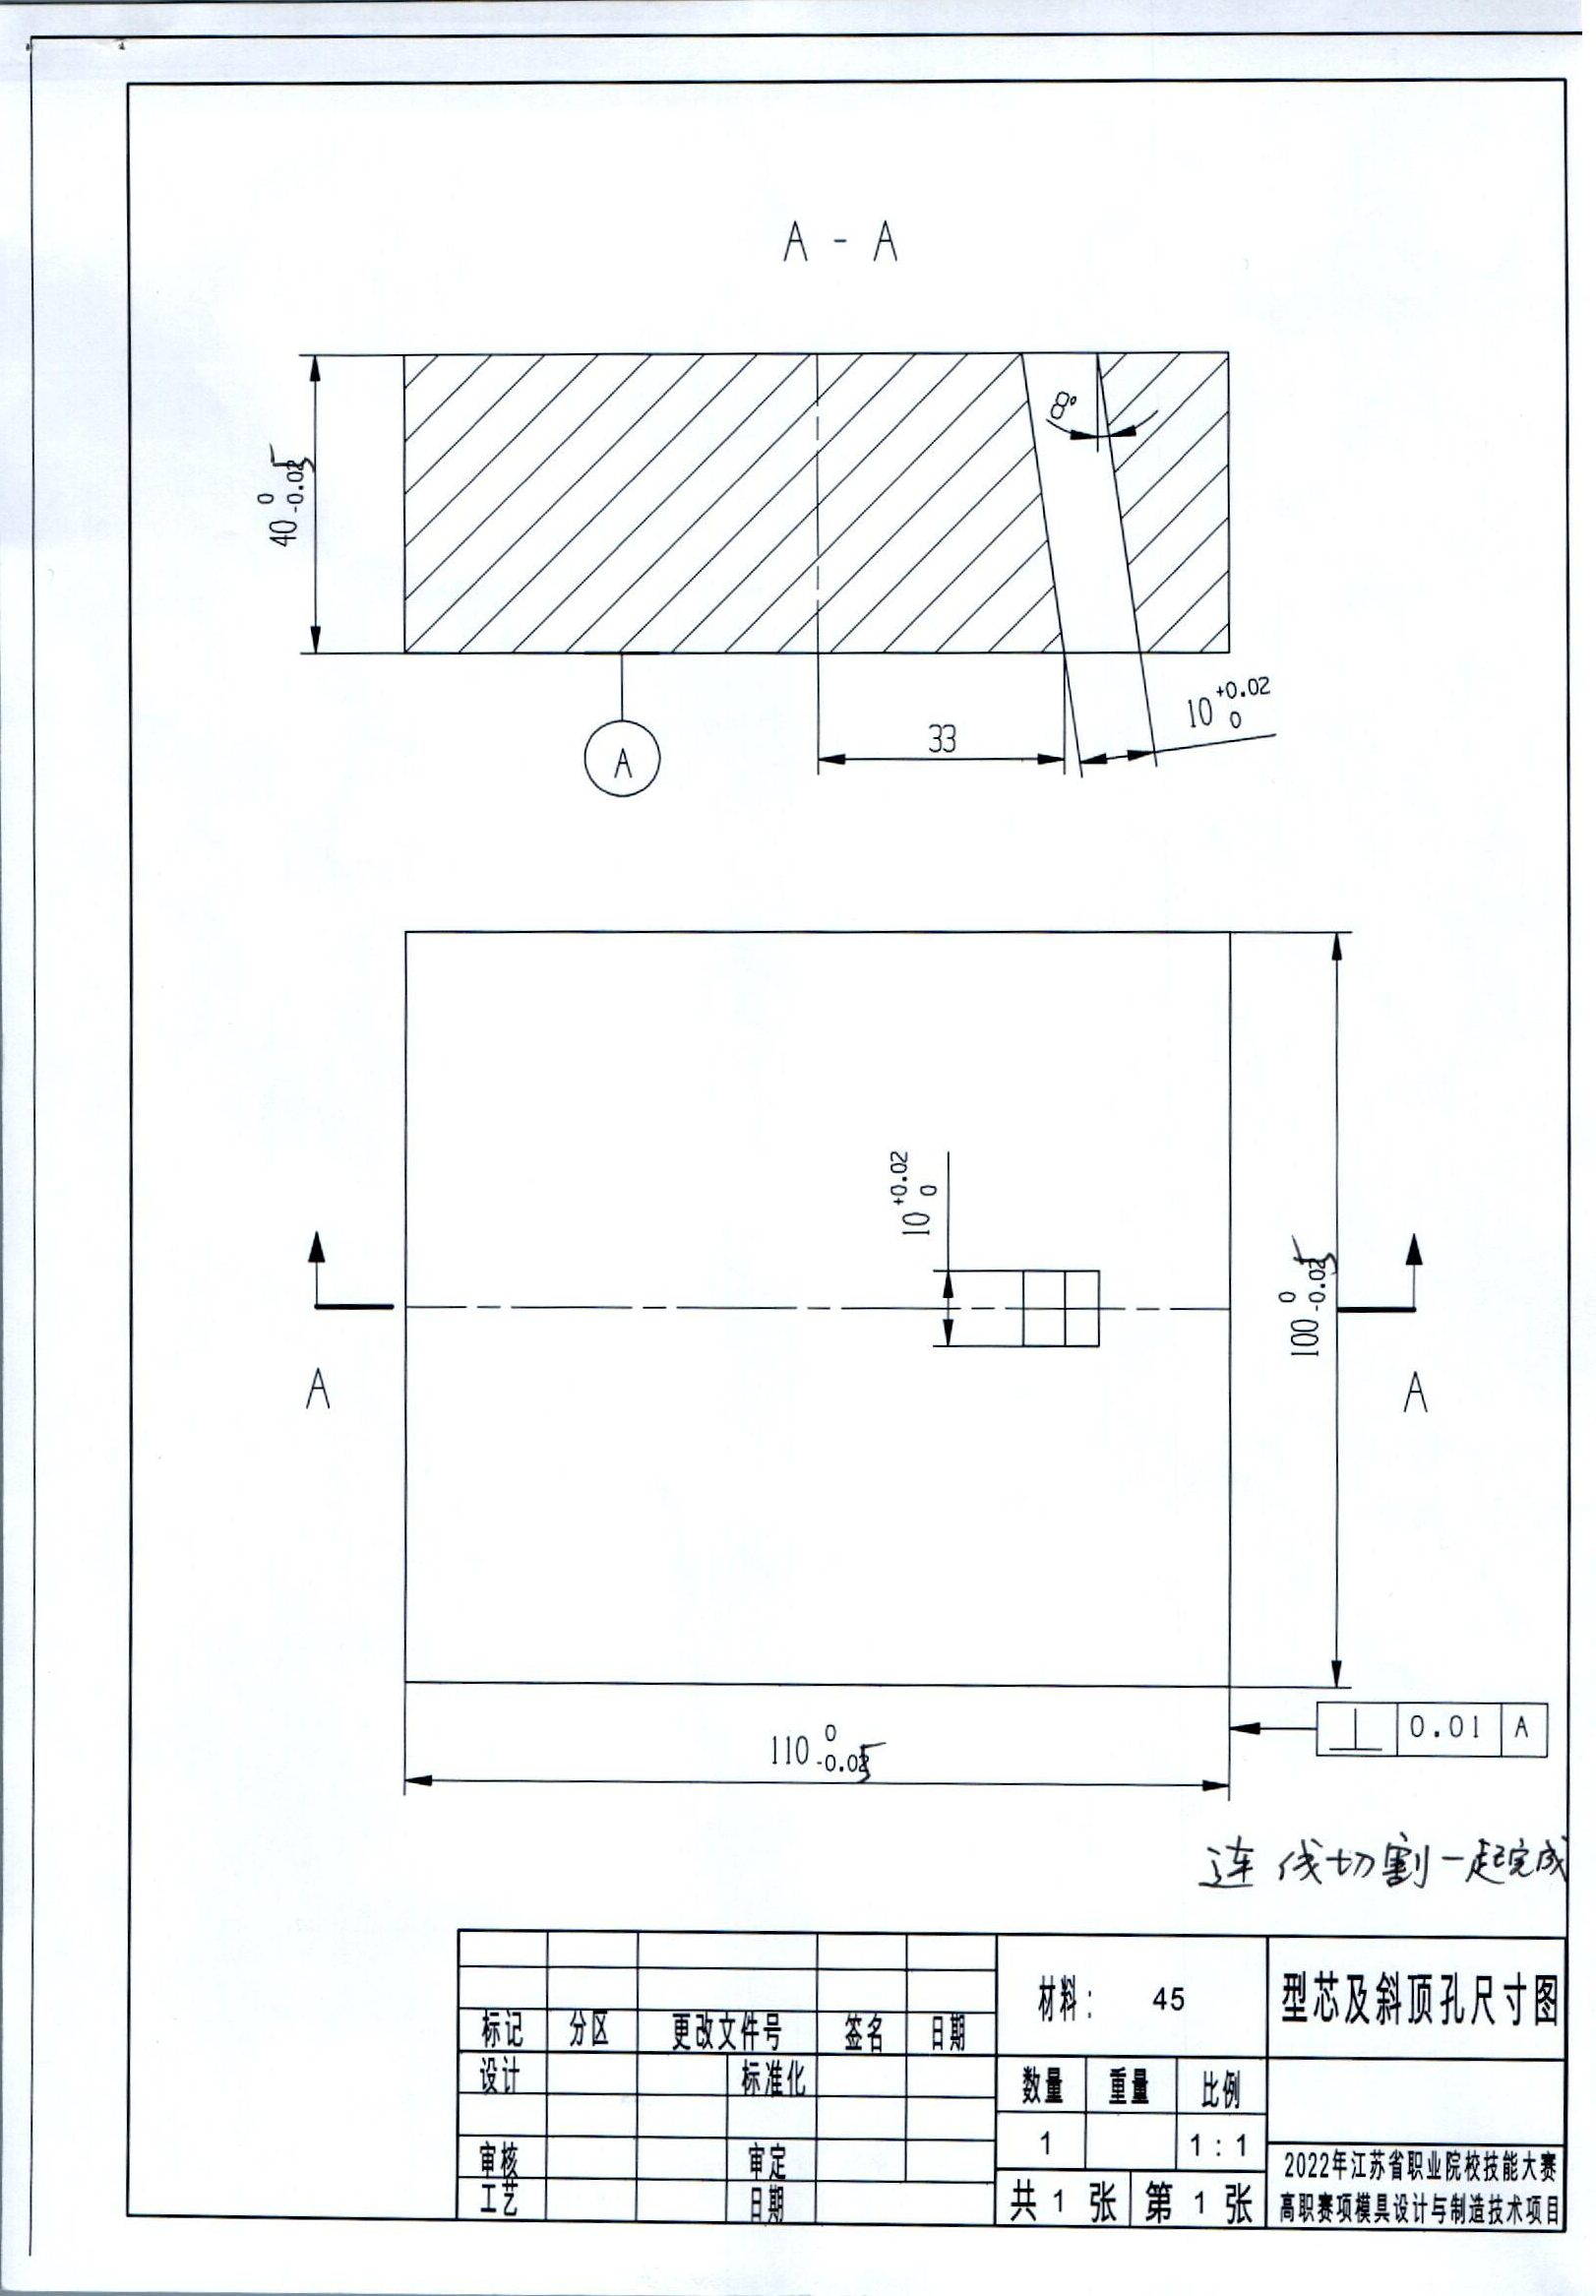 A - A
40 0 -0.025
8°
10 +0.02 0
33
A
10 +0.02 0
100 0 -0.025
A
A
110 0 -0.025
⊥ 0.01 A
连线切割一起完成
标记 分区 更改文件号 签名 日期
设计 标准化
审核 审定
工艺 日期
材料： 45
数量 重量 比例
1 1:1
共 1 张 第 1 张
型芯及斜顶孔尺寸图
2022年江苏省职业院校技能大赛
高职赛项模具设计与制造技术项目